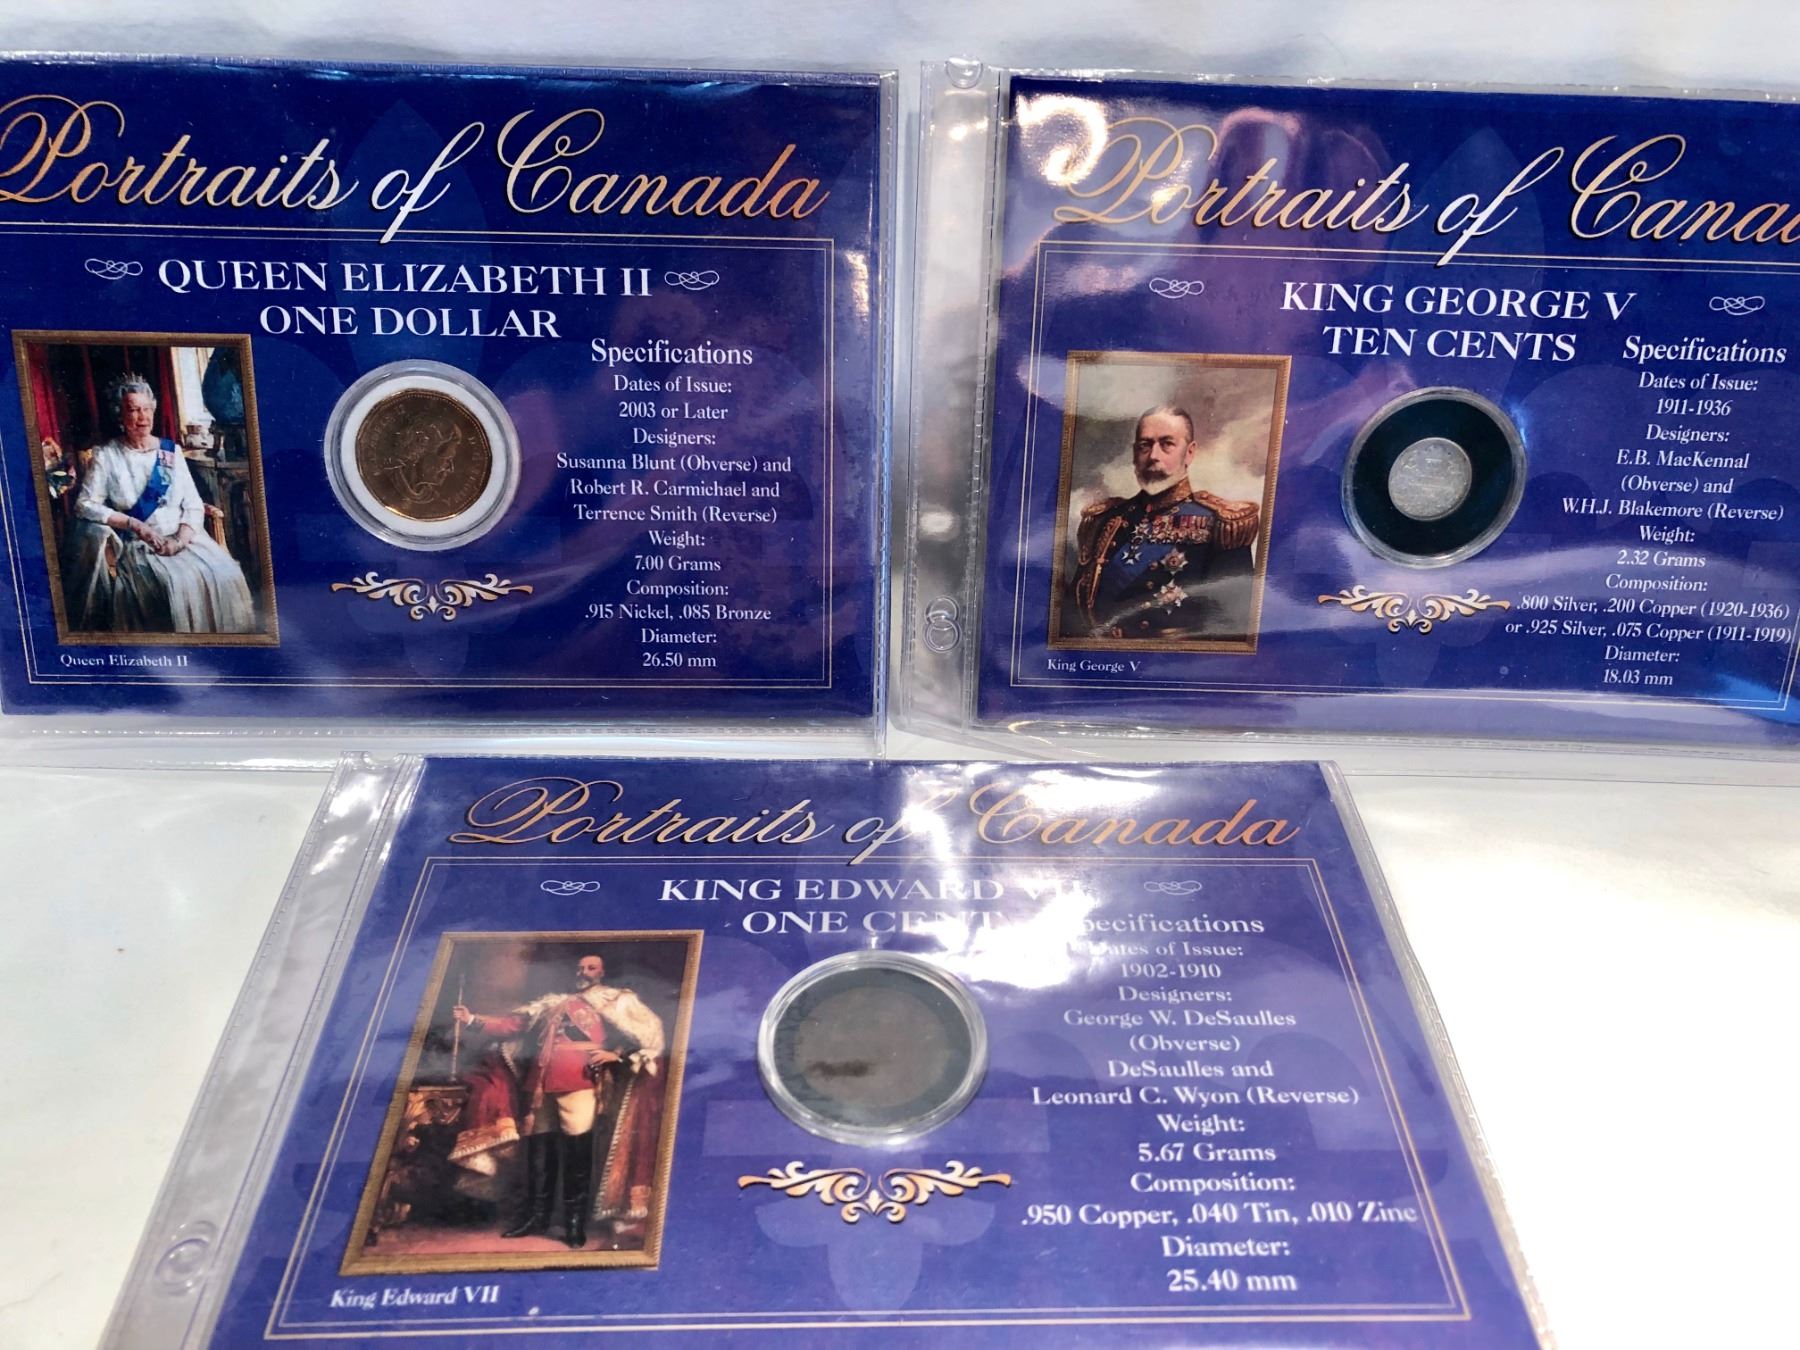 Portraits of Canada
QUEEN ELIZABETH II
ONE DOLLAR
Specifications
Dates of Issue:
2003 or Later
Designers:
Susanna Blunt (Obverse) and
Robert R. Carmichael and
Terrence Smith (Reverse)
Weight:
7.00 Grams
Composition:
.915 Nickel, .085 Bronze
Diameter:
26.50 mm
Queen Elizabeth II
Portraits of Canad
KING GEORGE V
TEN CENTS
Specifications
Dates of Issue:
1911-1936
Designers:
E.B. MacKennal
(Obverse) and
W.H.J. Blakemore (Reverse)
Weight:
2.32 Grams
Composition:
.800 Silver, .200 Copper (1920-1936)
or .925 Silver, .075 Copper (1911-1919)
Diameter:
18.03 mm
King George V
Portraits of Canada
KING EDWARD VII
ONE CENT
Specifications
Dates of Issue:
1902-1910
Designers:
George W. DeSaulles
(Obverse)
DeSaulles and
Leonard C. Wyon (Reverse)
Weight:
5.67 Grams
Composition:
.950 Copper, .040 Tin, .010 Zinc
Diameter:
25.40 mm
King Edward VII